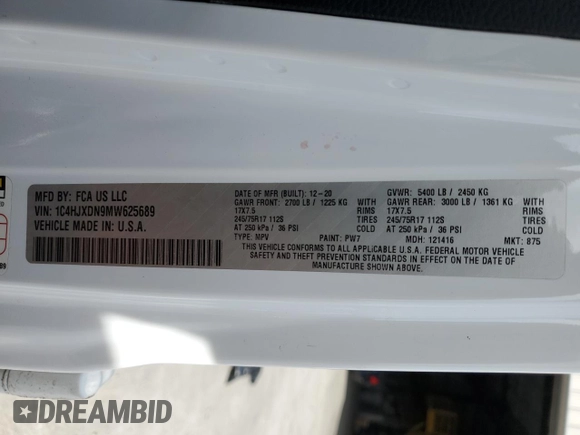 MFD BY: FCA US LLC
VIN: 1C4HJXDN9MW625689
VEHICLE MADE IN: U.S.A.
DATE OF MFR (BUILT): 12-20
GAWR FRONT: 2700 LB / 1225 KG
17X7.5 RIMS
245/75R17 112S TIRES
AT 250 kPa / 36 PSI COLD
TYPE: MPV PAINT: PW7
GVWR: 5400 LB / 2450 KG
GAWR REAR: 3000 LB / 1361 KG
17X7.5 RIMS
245/75R17 112S TIRES
AT 250 kPa / 36 PSI COLD
MDH: 121416 MKT: 875
THIS VEHICLE CONFORMS TO ALL APPLICABLE U.S.A. FEDERAL MOTOR VEHICLE
SAFETY AND THEFT PREVENTION STANDARDS IN EFFECT ON THE DATE OF MANUFACTURE
SHOWN ABOVE.
DREAMBID